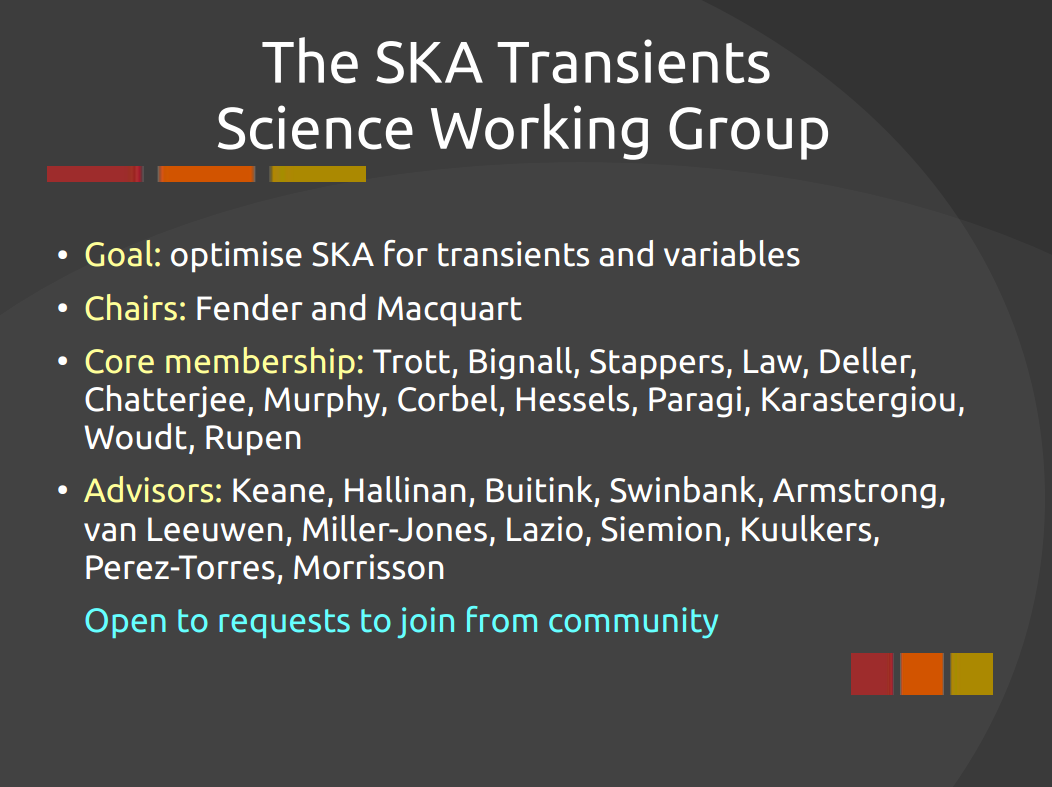 The SKA Transients
Science Working Group
• Goal: optimise SKA for transients and variables
• Chairs: Fender and Macquart
• Core membership: Trott, Bignall, Stappers, Law, Deller,
Chatterjee, Murphy, Corbel, Hessels, Paragi, Karastergiou,
Woudt, Rupen
• Advisors: Keane, Hallinan, Buitink, Swinbank, Armstrong,
van Leeuwen, Miller-Jones, Lazio, Siemion, Kuulkers,
Perez-Torres, Morrisson
Open to requests to join from community